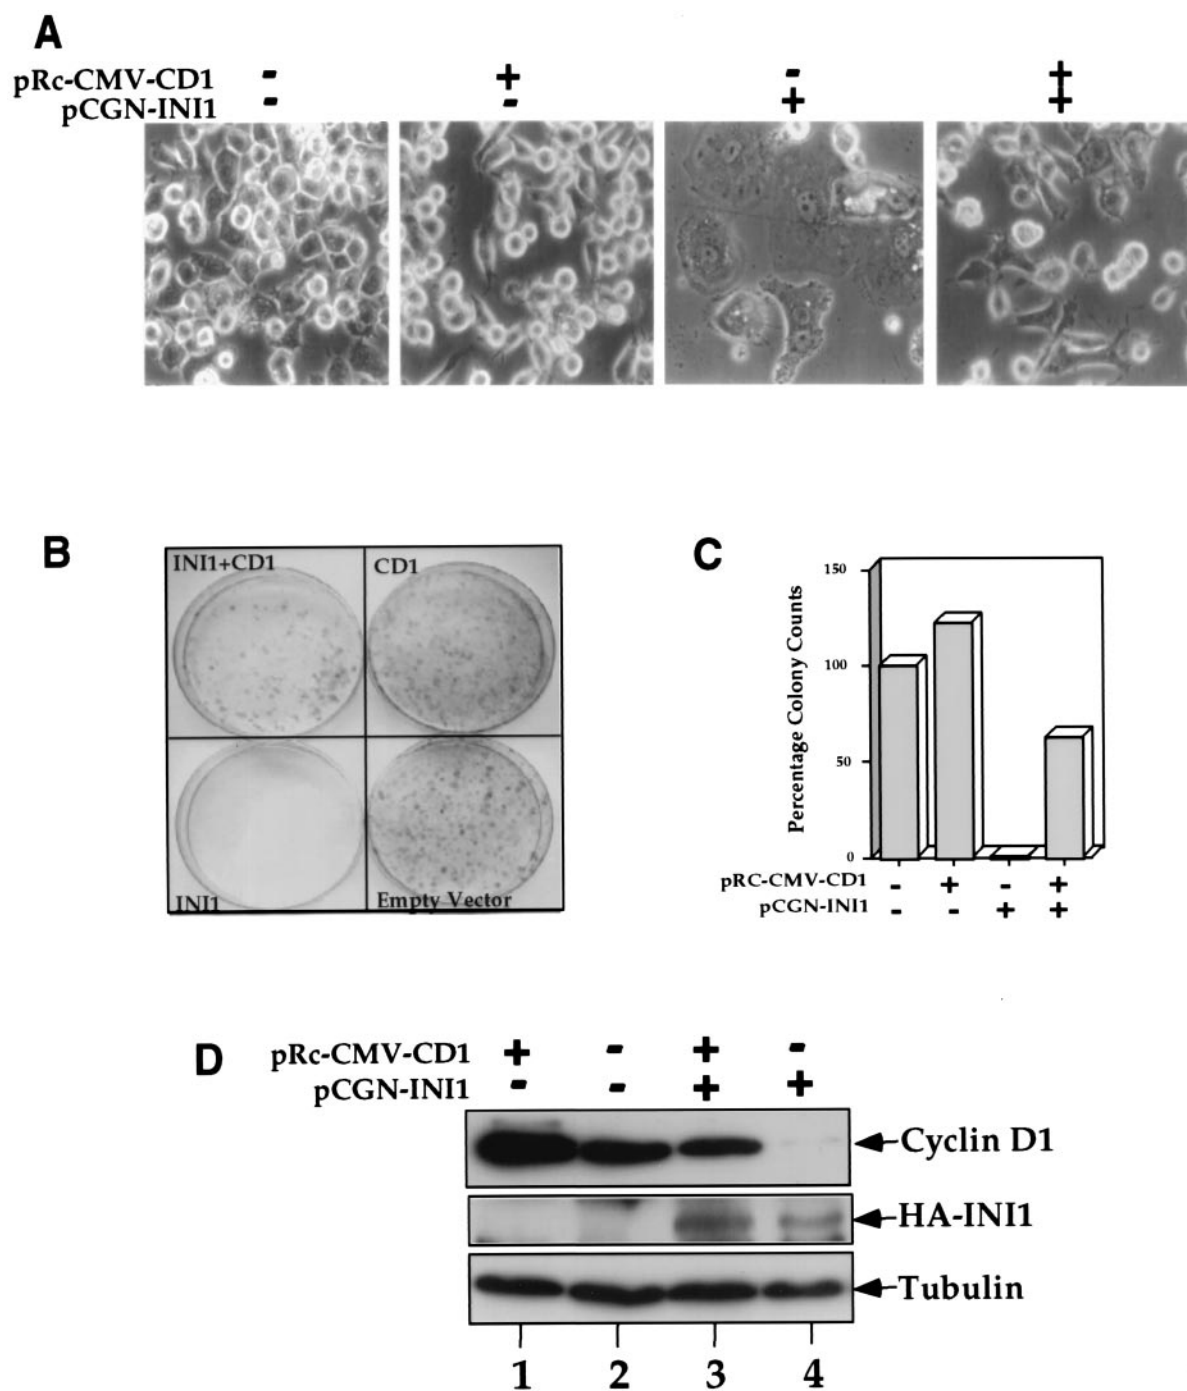 A
pRc-CMV-CD1 - + - +
pCGN-INI1 - - + +
B
INI1+CD1 CD1
INI1 Empty Vector
C
Percentage Colony Counts
150
100
50
0
pRC-CMV-CD1 - + - +
pCGN-INI1 - - + +
D
pRc-CMV-CD1 + - + -
pCGN-INI1 - - + +
Cyclin D1
HA-INI1
Tubulin
1 2 3 4